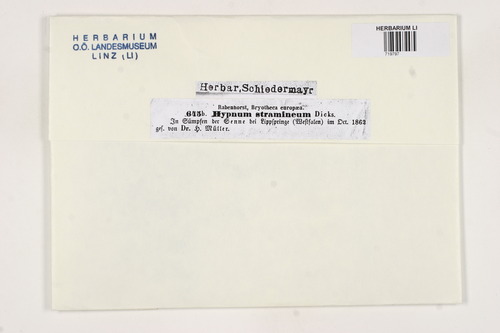 HERBARIUM
O.Ö. LANDESMUSEUM
LINZ (LI)
HERBARIUM LI
Herbar. Schiedermayr
Rabenhorst, Bryotheca europaea.
645b. Hypnum stramineum Dicks.
In Sümpfen der Senne bei Lippspringe (Westfalen) im Oct. 1862
ges. von Dr. H. Müller.